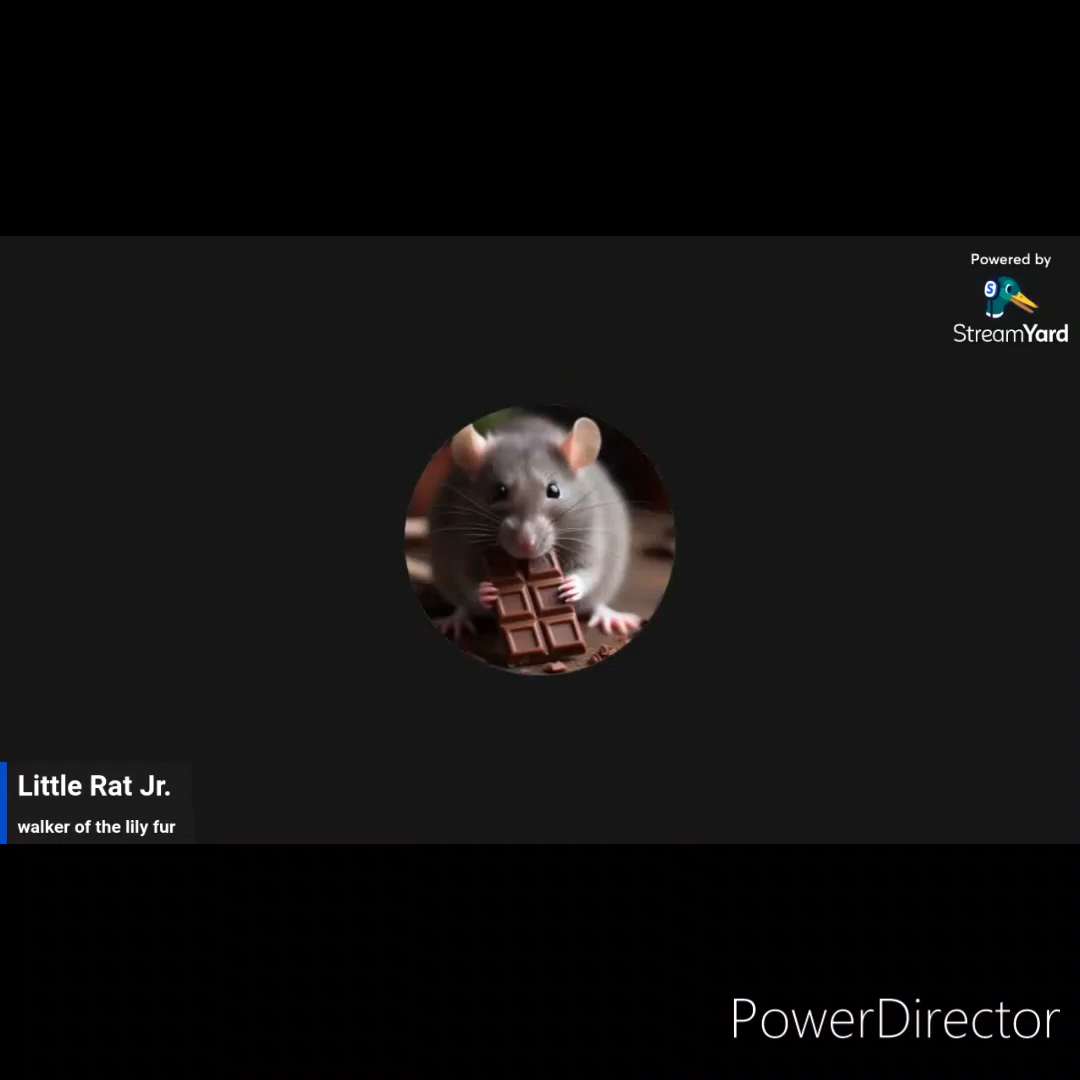 Powered by
StreamYard
Little Rat Jr.
walker of the lily fur
PowerDirector